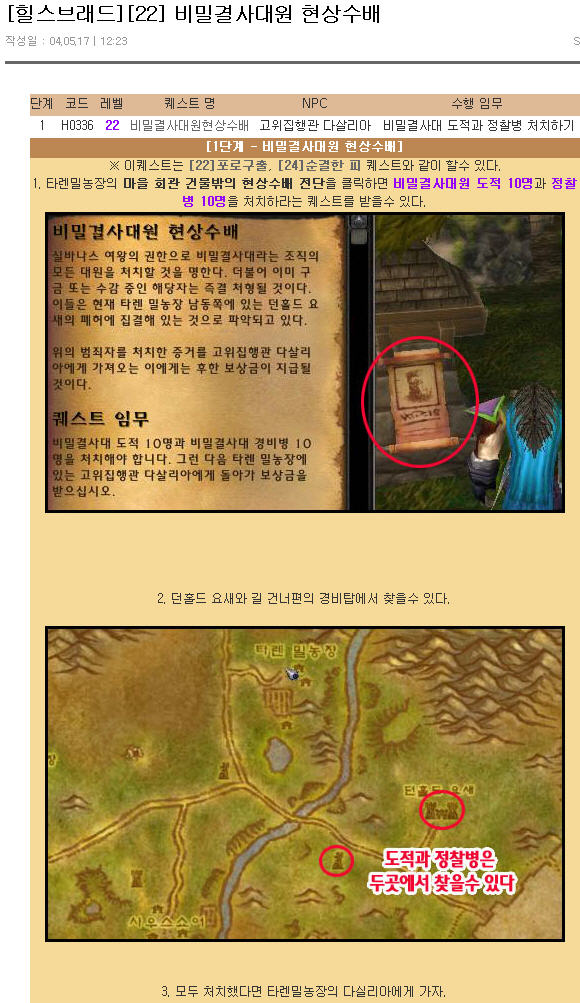 [힐스브래드][22] 비밀결사대원 현상수배
작성일 : 04,05,17 | 12:23
S
단계 코드 레벨 퀘스트 명 NPC 수행 임무
1 H0336 22 비밀결사대원현상수배 고위집행관 다살리아 비밀결사대 도적과 정찰병 처치하기
[1단계 - 비밀결사대원 현상수배]
※ 이퀘스트는 [22]포로구출, [24]순결한 피 퀘스트와 같이 할수 있다.
1, 타렌밀농장의 마을 회관 건물밖의 현상수배 전단을 클릭하면 비밀결사대원 도적 10명과 정찰
병 10명을 처치하라는 퀘스트를 받을수 있다.
비밀결사대원 현상수배
실바나스 여왕의 권한으로 비밀결사대라는 조직의
모든 대원을 처치할 것을 명한다. 더불어 이미 구
금 또는 수감 중인 해당자는 즉결 처형될 것이다.
이들은 현재 타렌 밀농장 남동쪽에 있는 던홀드 요
새의 폐허에 집결해 있는 것으로 파악되고 있다.
위의 범죄자를 처치한 증거를 고위집행관 다살리
아에게 가져오는 이에게는 후한 보상금이 지급될
것이다.
퀘스트 임무
비밀결사대 도적 10명과 비밀결사대 경비병 10
명을 처치해야 합니다. 그런 다음 타렌 밀농장에
있는 고위집행관 다살리아에게 돌아가 보상금을
받으십시오.
2, 던홀드 요새와 길 건너편의 경비탑에서 찾을수 있다.
타렌 밀농장
장
던홀드 요새
도적과 정찰병은
두곳에서 찾을수 있다
사우스쇼어
3, 모두 처치했다면 타렌밀농장의 다실리아에게 가자.